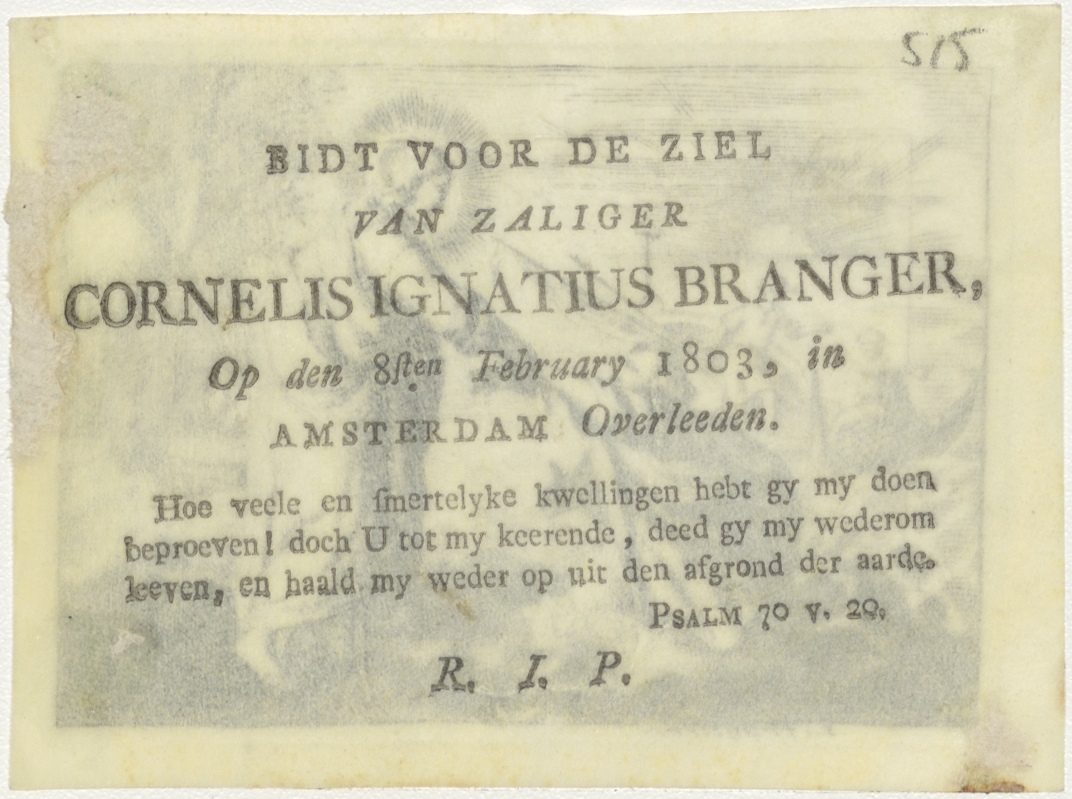 515
BIDT VOOR DE ZIEL
VAN ZALIGER
CORNELIS IGNATIUS BRANGER,
Op den 8ſten February 1803, in
AMSTERDAM Overleeden.
Hoe veele en ſmertelyke kwellingen hebt gy my doen
beproeven! doch U tot my keerende, deed gy my wederom
leeven, en haald my weder op uit den afgrond der aarde.
PSALM 70 v. 20.
R. I. P.